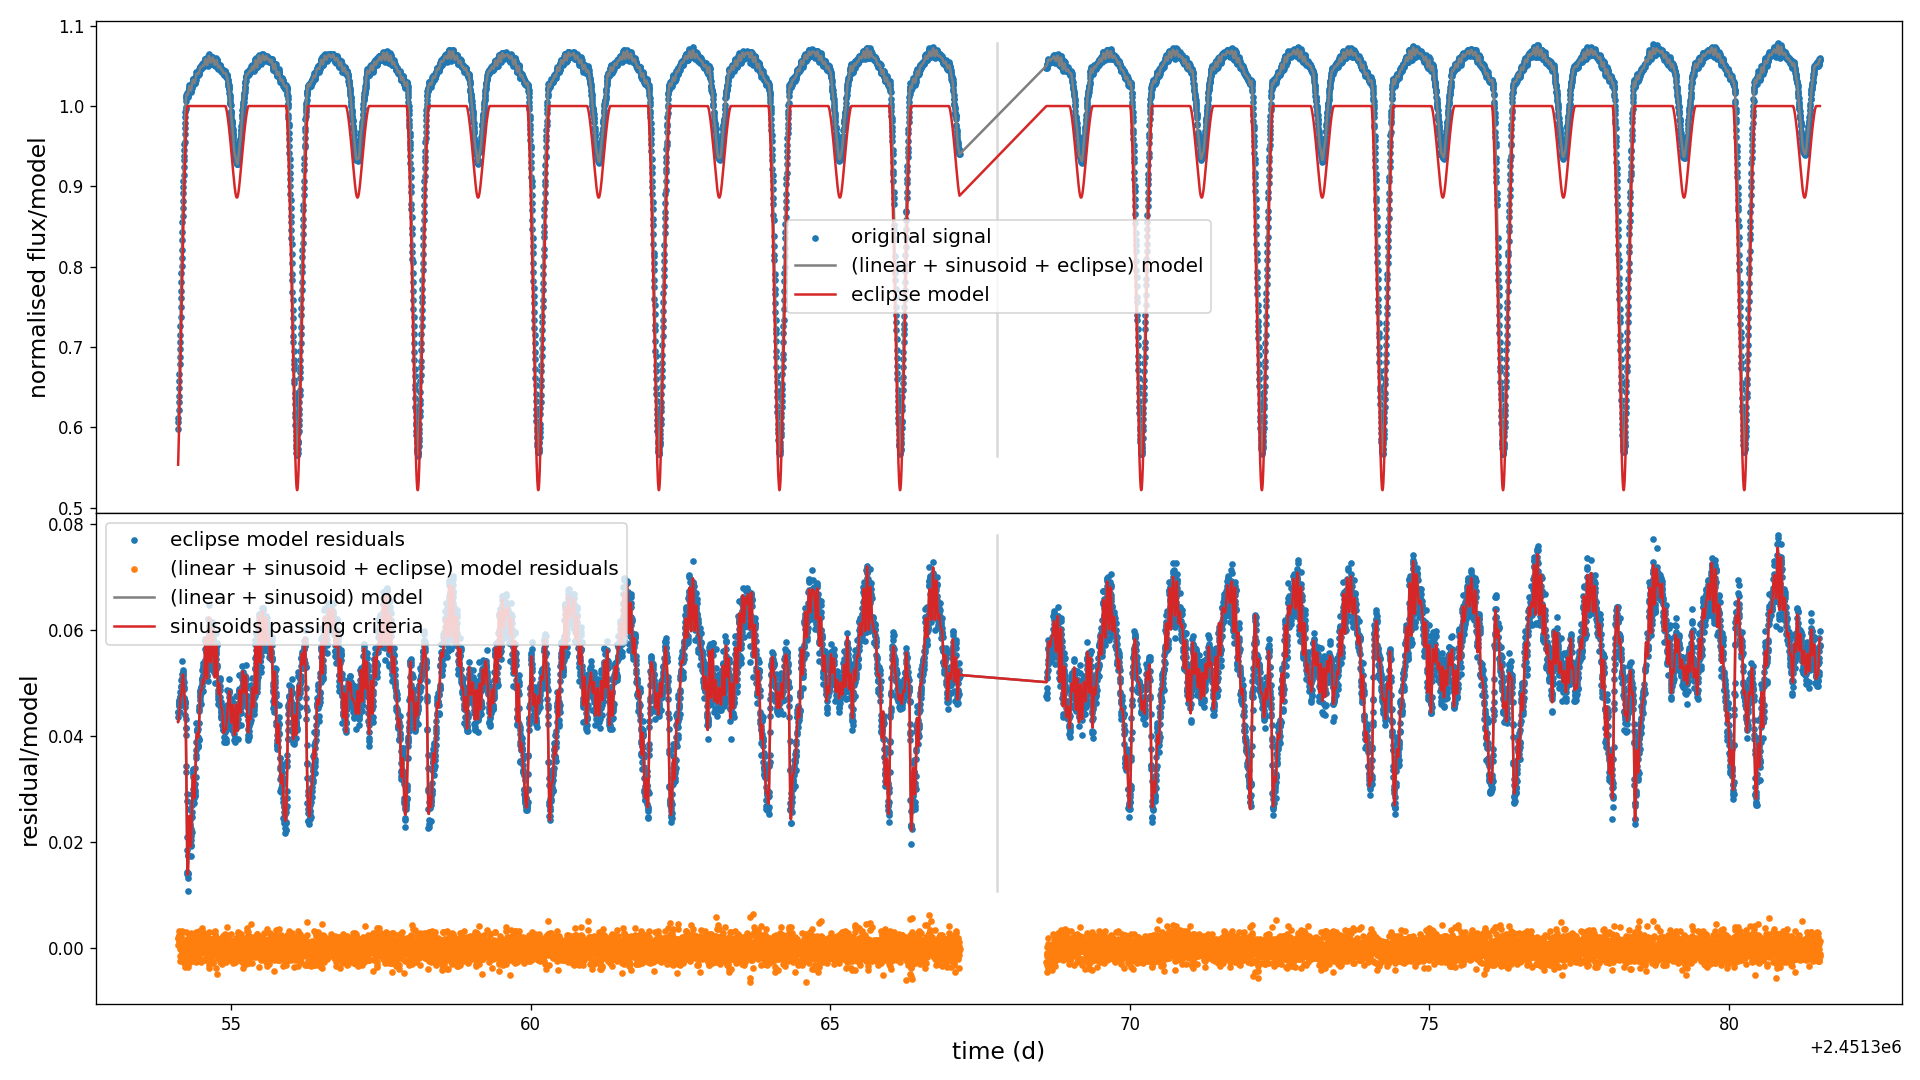 1.1
1.0
0.9
0.8
0.7
0.6
0.5
normalised flux/model
original signal
(linear + sinusoid + eclipse) model
eclipse model
0.08
0.06
0.04
0.02
0.00
residual/model
eclipse model residuals
(linear + sinusoid + eclipse) model residuals
(linear + sinusoid) model
sinusoids passing criteria
55
60
65
70
75
80
time (d)
+2.4513e6